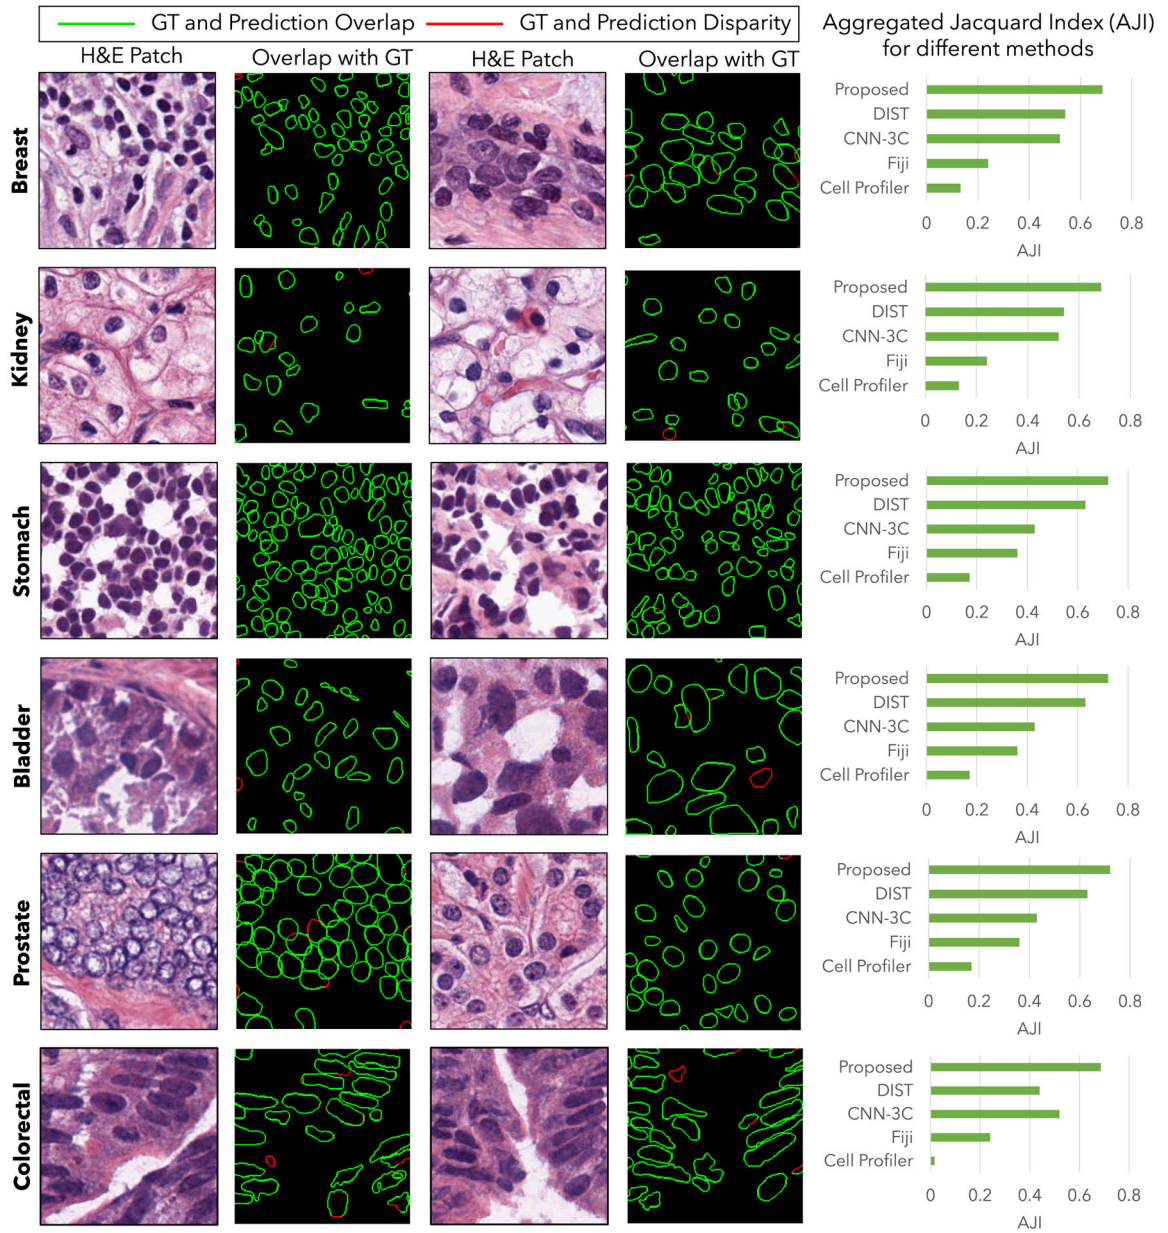 GT and Prediction Overlap GT and Prediction Disparity
Aggregated Jacquard Index (AJI)
for different methods
H&E Patch Overlap with GT H&E Patch Overlap with GT
Breast
Proposed
DIST
CNN-3C
Fiji
Cell Profiler
0 0.2 0.4 0.6 0.8
AJI
Kidney
Proposed
DIST
CNN-3C
Fiji
Cell Profiler
0 0.2 0.4 0.6 0.8
AJI
Stomach
Proposed
DIST
CNN-3C
Fiji
Cell Profiler
0 0.2 0.4 0.6 0.8
AJI
Bladder
Proposed
DIST
CNN-3C
Fiji
Cell Profiler
0 0.2 0.4 0.6 0.8
AJI
Prostate
Proposed
DIST
CNN-3C
Fiji
Cell Profiler
0 0.2 0.4 0.6 0.8
AJI
Colorectal
Proposed
DIST
CNN-3C
Fiji
Cell Profiler
0 0.2 0.4 0.6 0.8
AJI